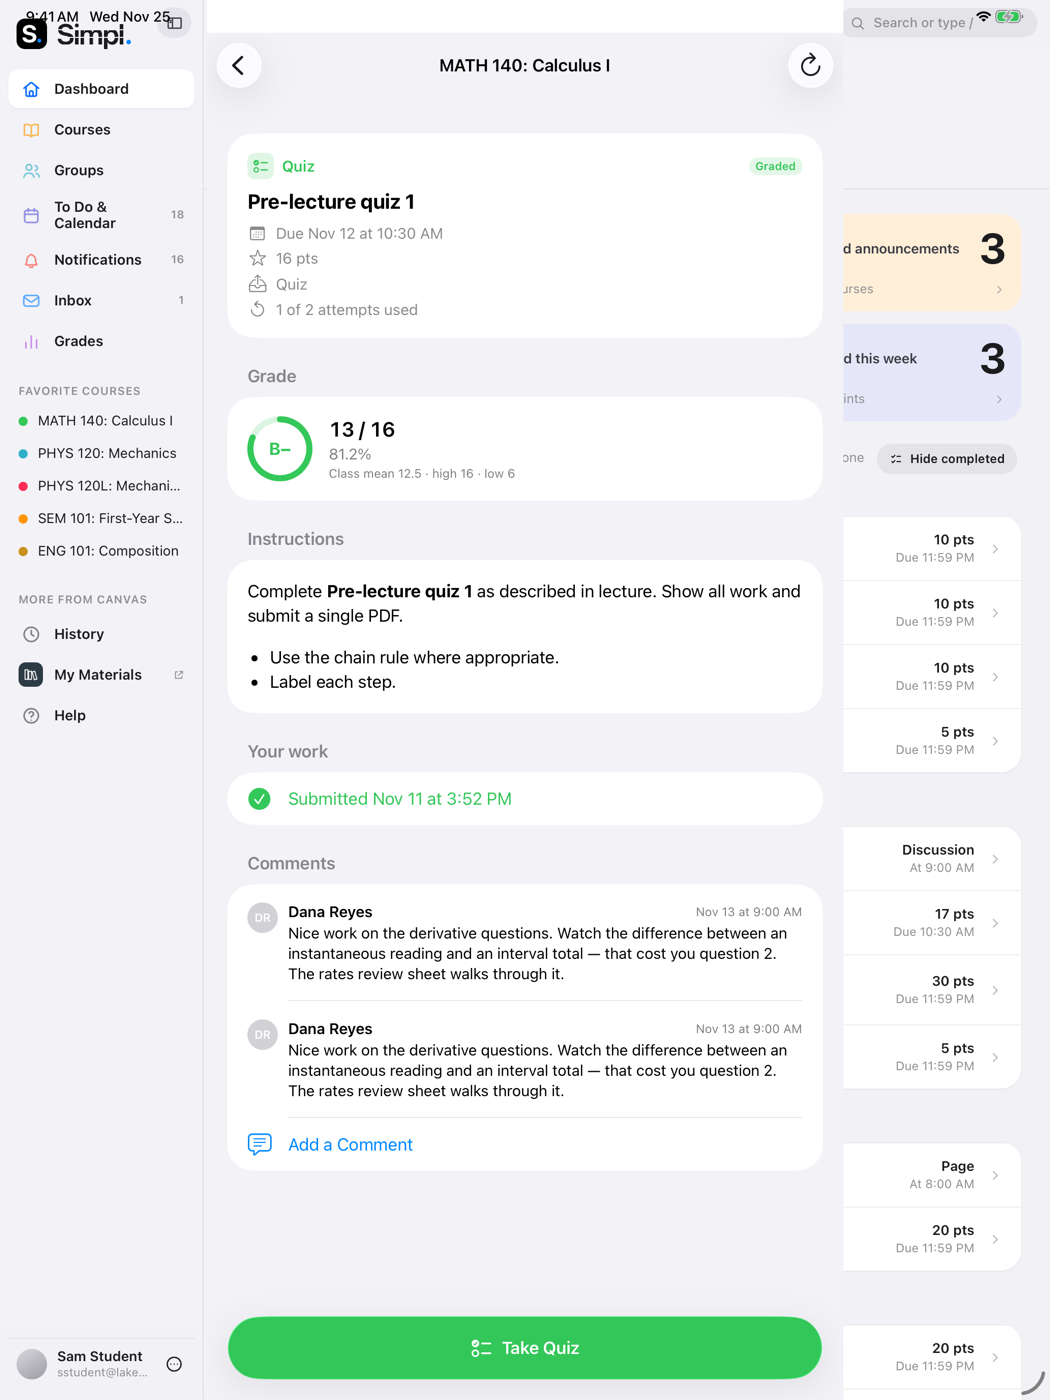 9:41 AM Wed Nov 25
S.
Simpl.
Dashboard
Courses
Groups
To Do &
Calendar
18
Notifications
16
Inbox
1
Grades
FAVORITE COURSES
MATH 140: Calculus I
PHYS 120: Mechanics
PHYS 120L: Mechani...
SEM 101: First-Year S...
ENG 101: Composition
MORE FROM CANVAS
History
My Materials
Help
Sam Student
sstudent@lake...
MATH 140: Calculus I
Quiz
Graded
Pre-lecture quiz 1
Due Nov 12 at 10:30 AM
16 pts
Quiz
1 of 2 attempts used
Grade
B–
13 / 16
81.2%
Class mean 12.5 · high 16 · low 6
Instructions
Complete Pre-lecture quiz 1 as described in lecture. Show all work and
submit a single PDF.
• Use the chain rule where appropriate.
• Label each step.
Your work
Submitted Nov 11 at 3:52 PM
Comments
DR
Dana Reyes
Nov 13 at 9:00 AM
Nice work on the derivative questions. Watch the difference between an
instantaneous reading and an interval total — that cost you question 2.
The rates review sheet walks through it.
DR
Dana Reyes
Nov 13 at 9:00 AM
Nice work on the derivative questions. Watch the difference between an
instantaneous reading and an interval total — that cost you question 2.
The rates review sheet walks through it.
Add a Comment
Take Quiz
Search or type /
d announcements
3
urses
d this week
3
ints
one
Hide completed
10 pts
Due 11:59 PM
10 pts
Due 11:59 PM
10 pts
Due 11:59 PM
5 pts
Due 11:59 PM
Discussion
At 9:00 AM
17 pts
Due 10:30 AM
30 pts
Due 11:59 PM
5 pts
Due 11:59 PM
Page
At 8:00 AM
20 pts
Due 11:59 PM
20 pts
Due 11:59 PM